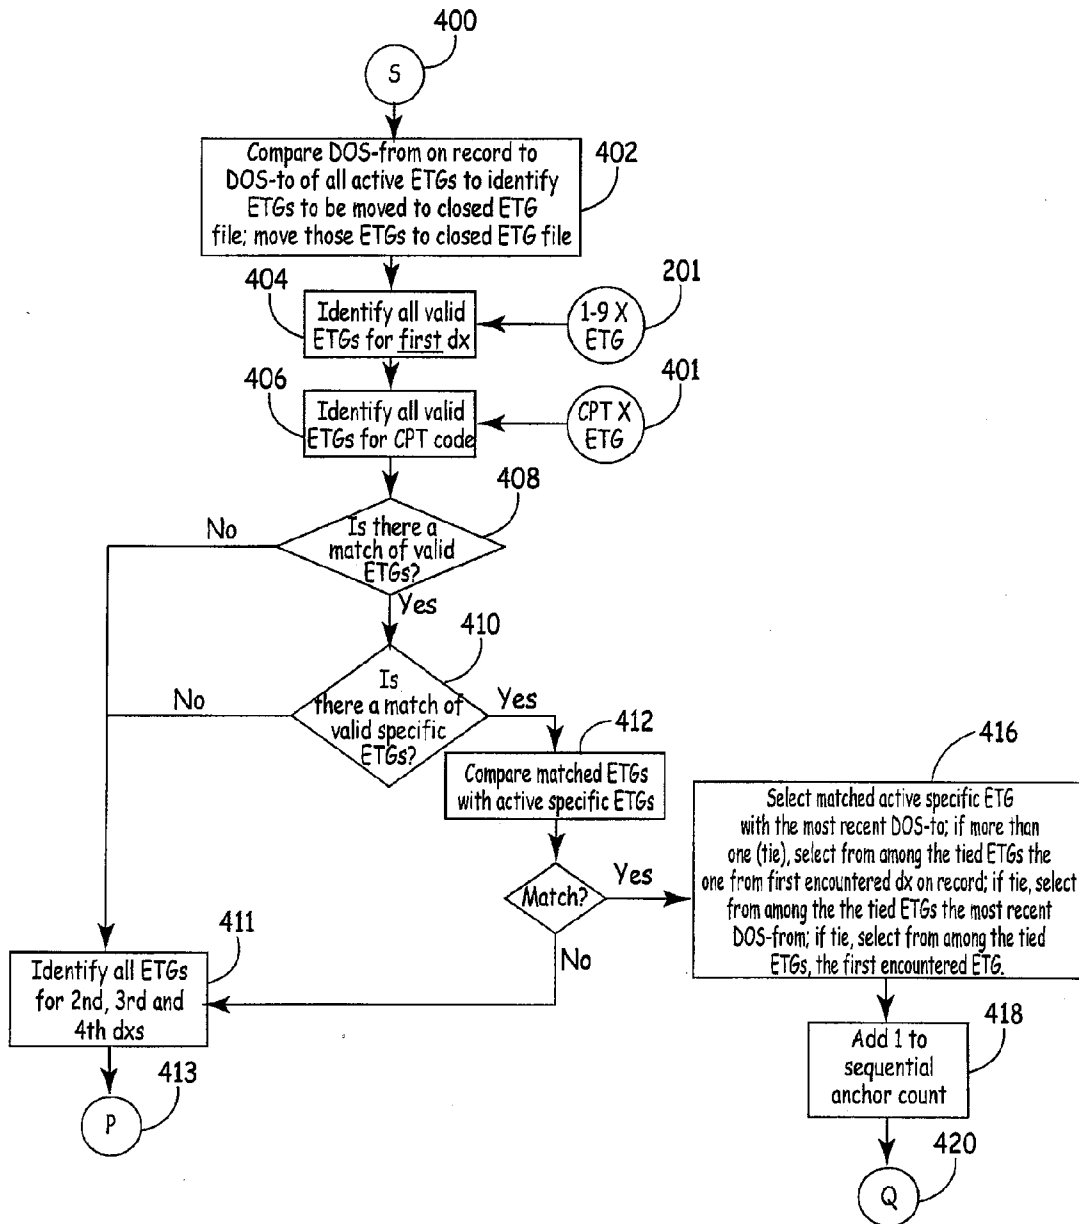 400
S
Compare DOS-from on record to
DOS-to of all active ETGs to identify
ETGs to be moved to closed ETG
file; move those ETGs to closed ETG file
402
404
Identify all valid
ETGs for first dx
201
1-9 X
ETG
406
Identify all valid
ETGs for CPT code
401
CPT X
ETG
408
No
Is there a
match of valid
ETGs?
Yes
410
No
Is
there a match of
valid specific
ETGs?
Yes
412
Compare matched ETGs
with active specific ETGs
416
Select matched active specific ETG
with the most recent DOS-to; if more than
one (tie), select from among the tied ETGs the
one from first encountered dx on record; if tie, select
from among the the tied ETGs the most recent
DOS-from; if tie, select from among the tied
ETGs, the first encountered ETG.
Match?
Yes
No
411
Identify all ETGs
for 2nd, 3rd and
4th dxs
413
P
418
Add 1 to
sequential
anchor count
420
Q